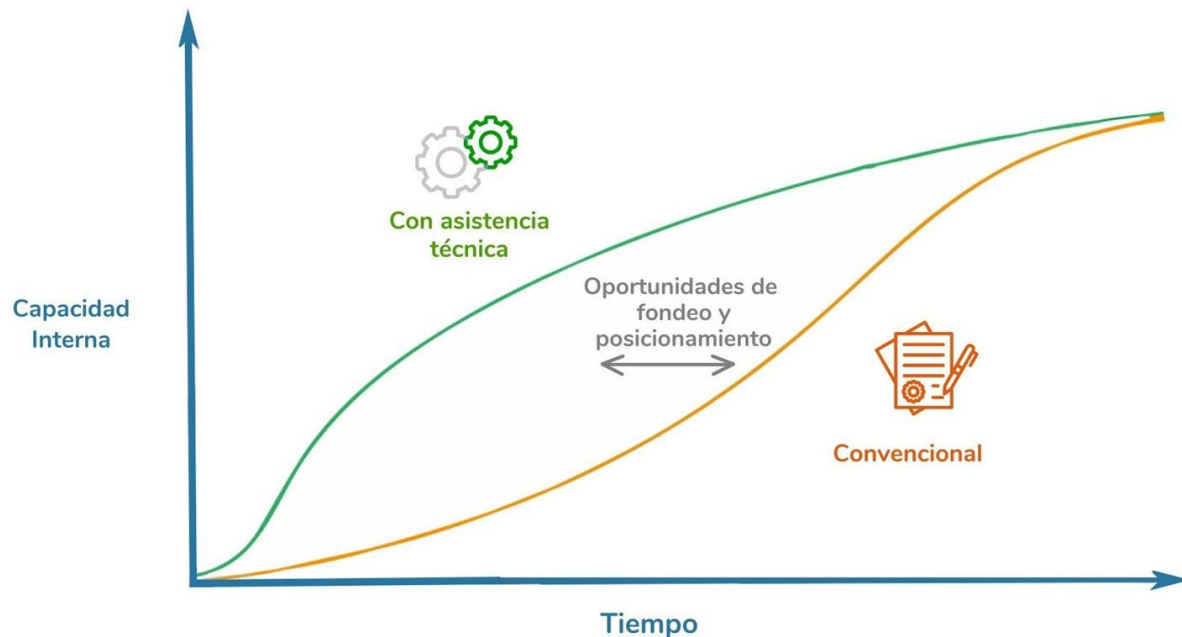 Con asistencia
técnica
Oportunidades de
fondeo y
posicionamiento
Capacidad
Interna
Convencional
Tiempo